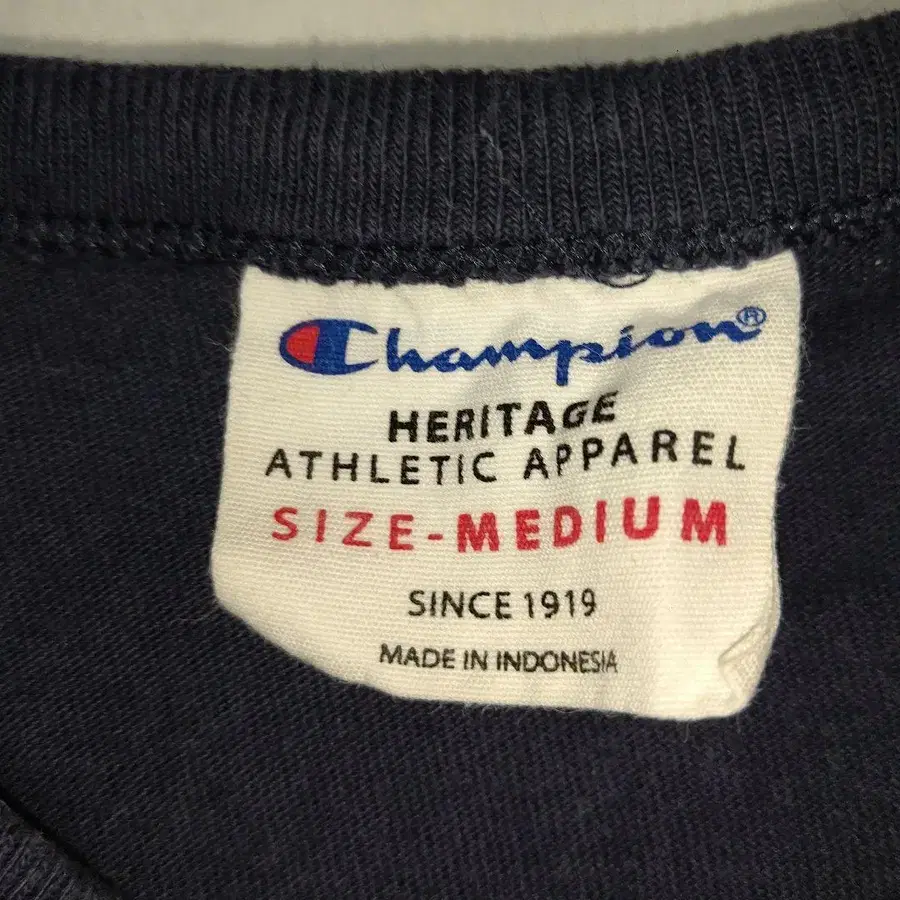 Champion®
HERITAGE
ATHLETIC APPAREL
SIZE-MEDIUM
SINCE 1919
MADE IN INDONESIA